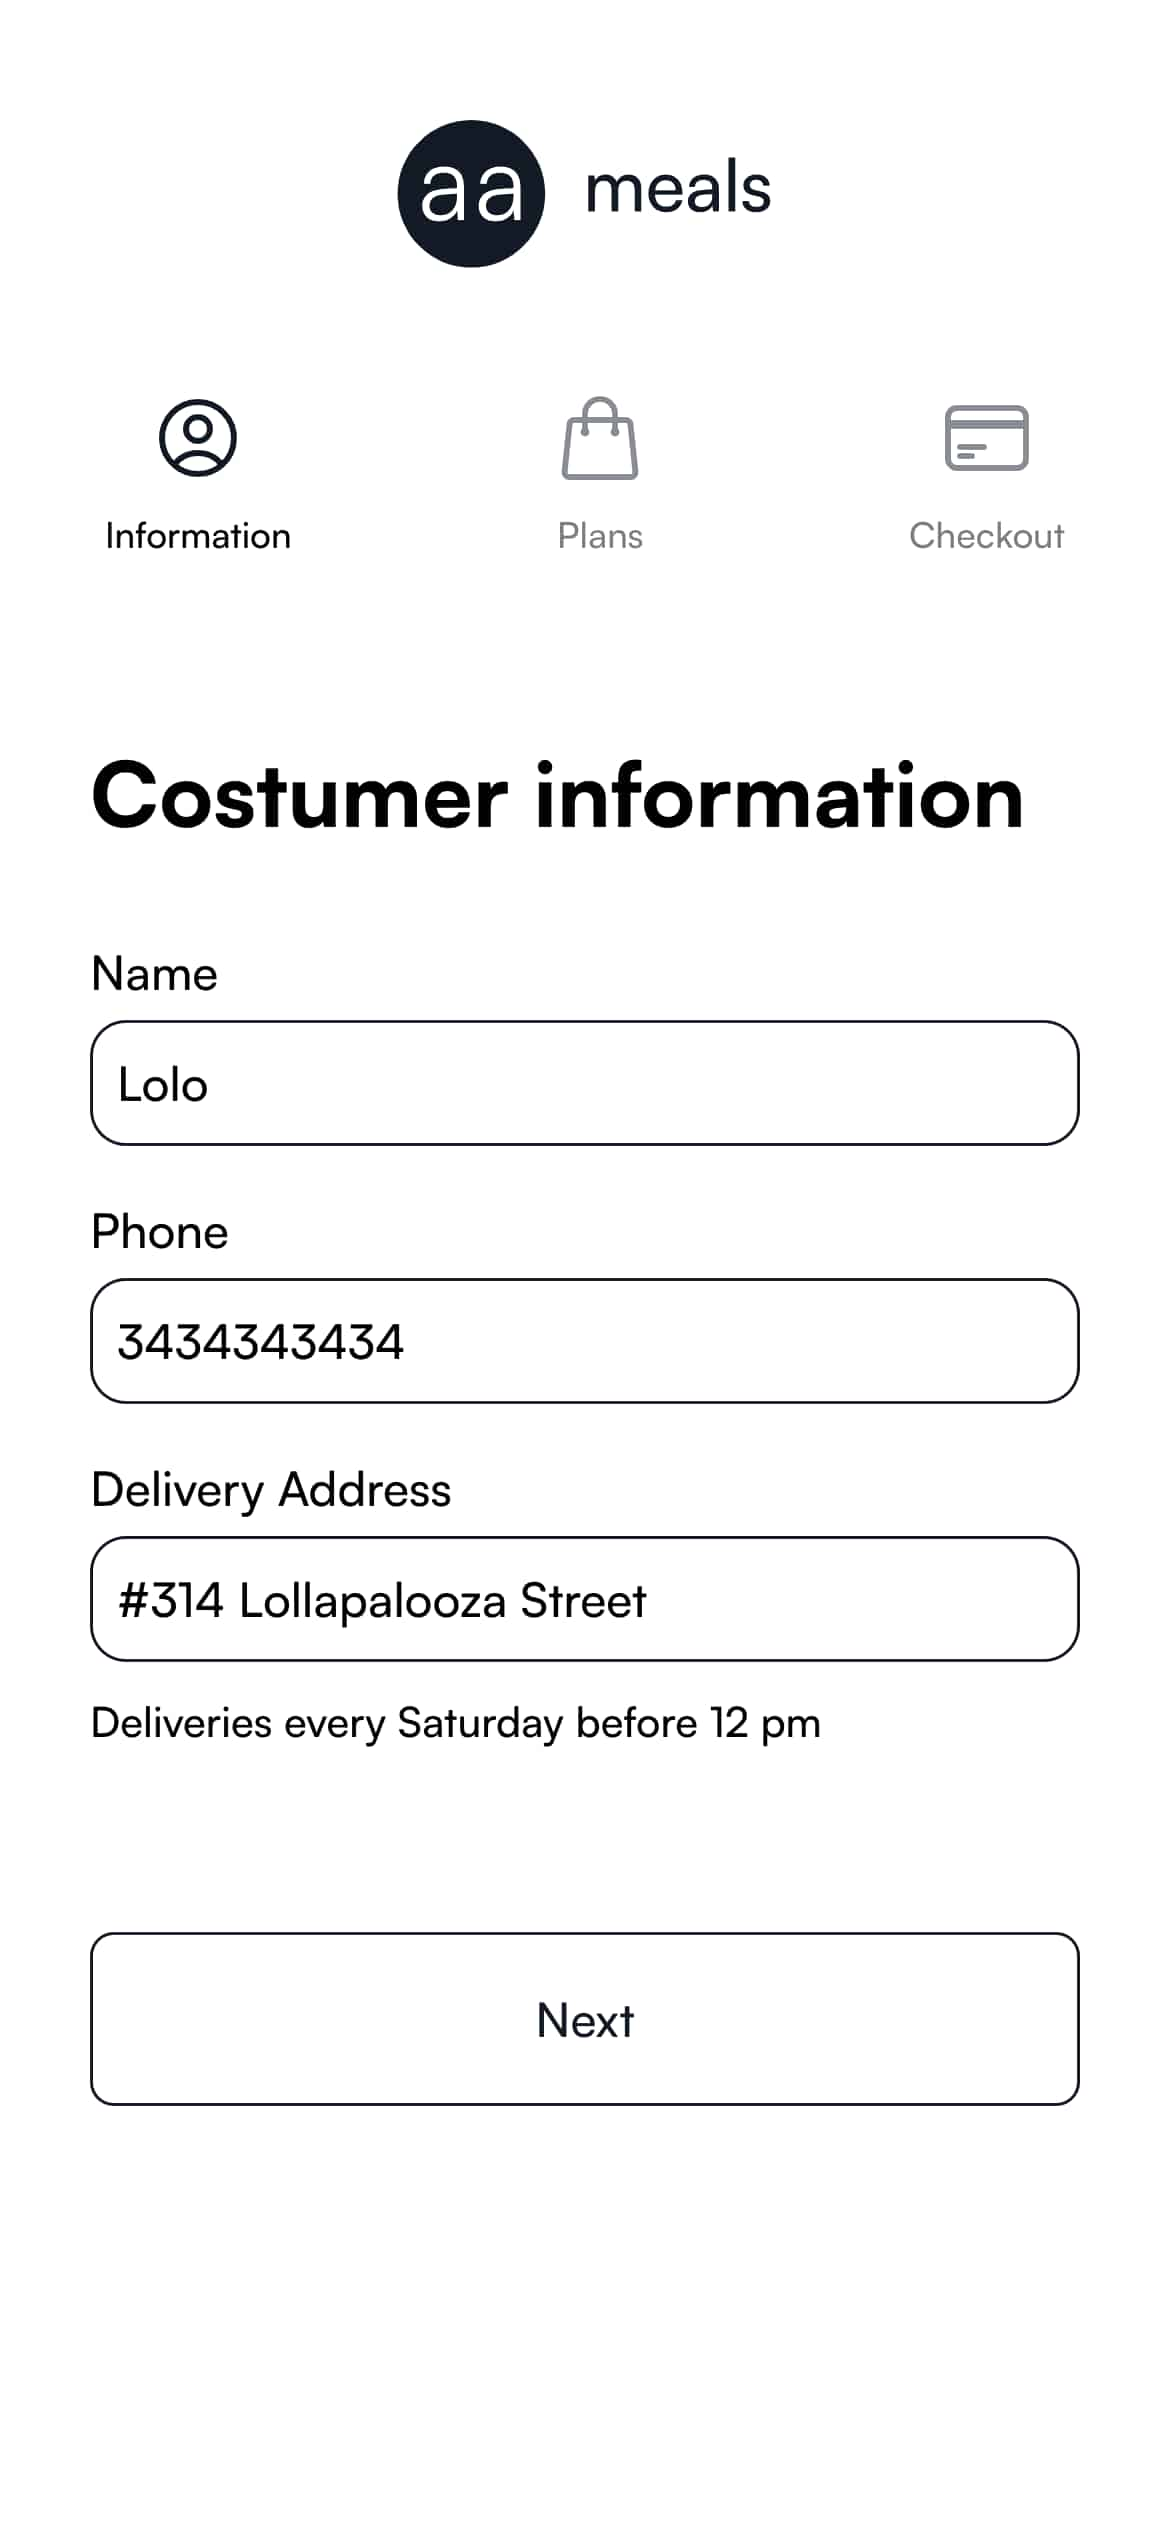 aa meals
Information Plans Checkout
Costumer information
Name
Lolo
Phone
3434343434
Delivery Address
#314 Lollapalooza Street
Deliveries every Saturday before 12 pm
Next